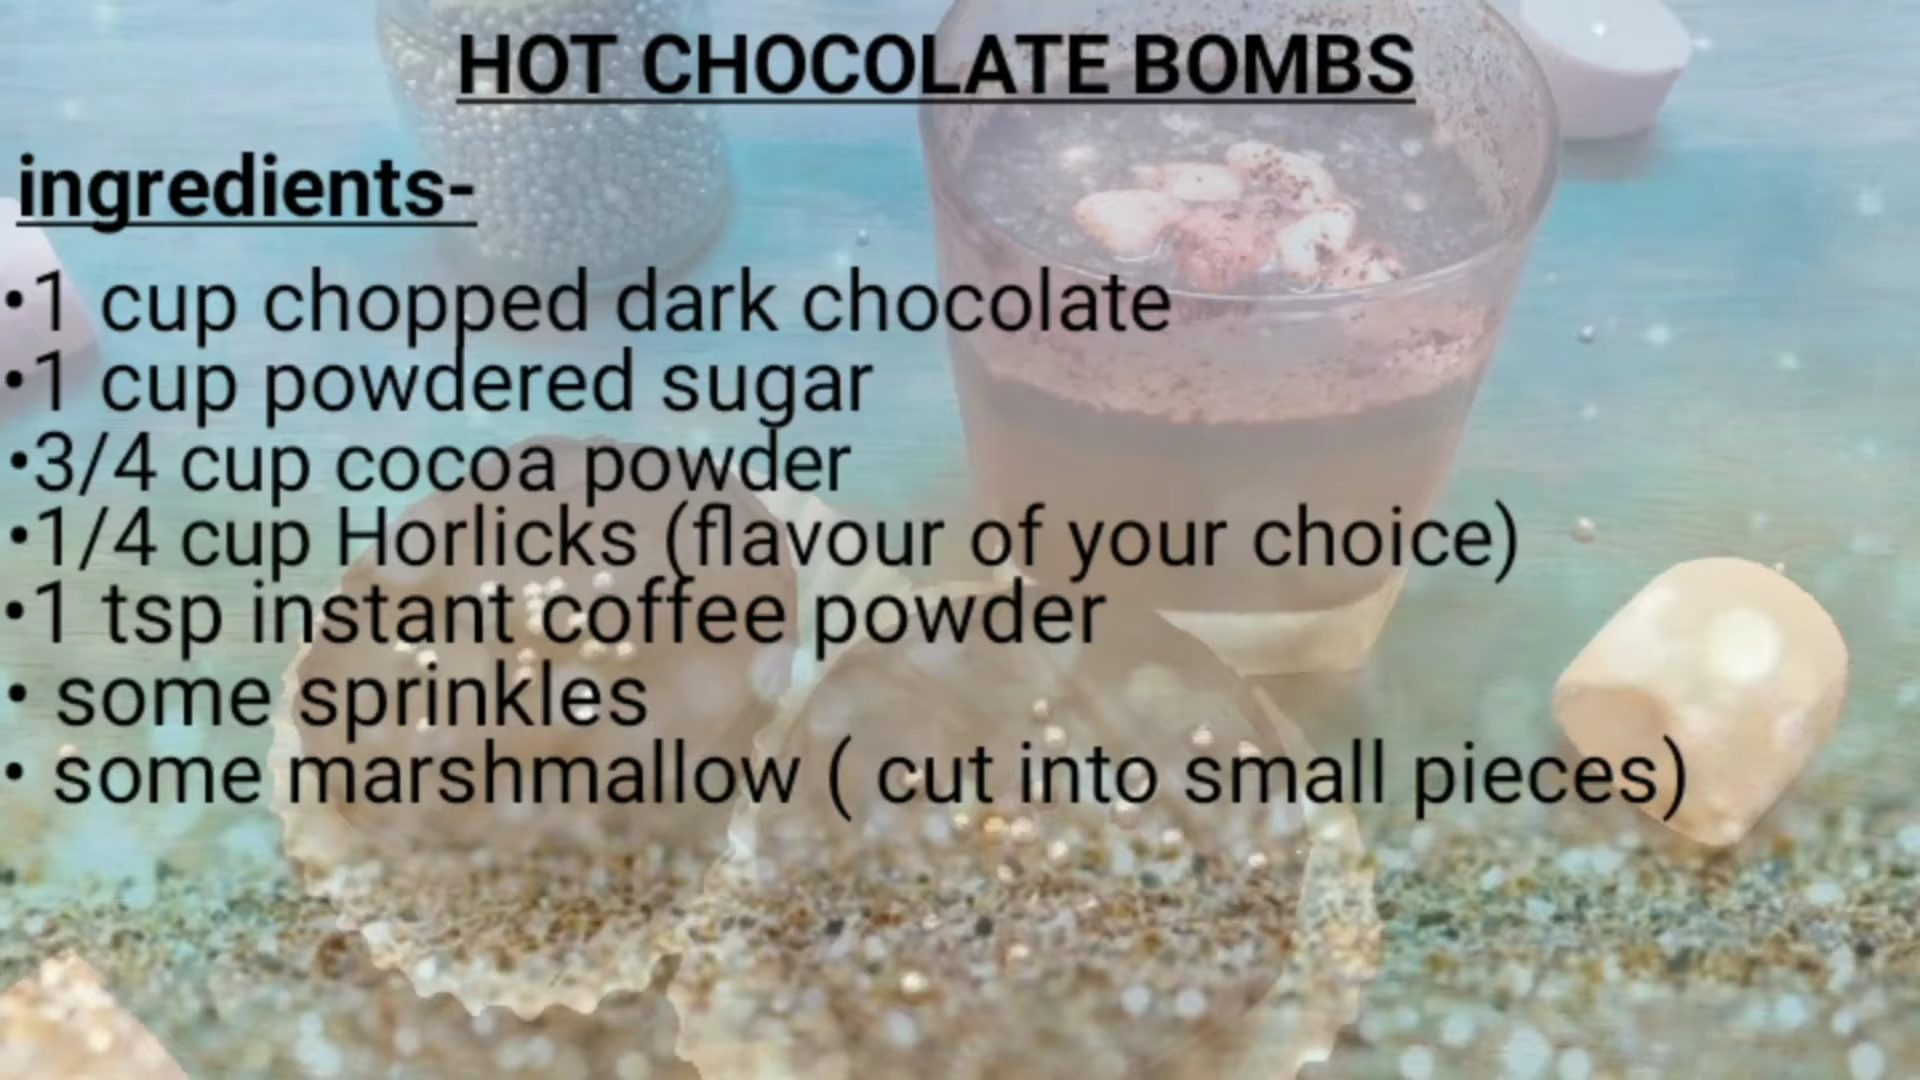 HOT CHOCOLATE BOMBS
ingredients-
•1 cup chopped dark chocolate
•1 cup powdered sugar
•3/4 cup cocoa powder
•1/4 cup Horlicks (flavour of your choice)
•1 tsp instant coffee powder
• some sprinkles
• some marshmallow ( cut into small pieces)